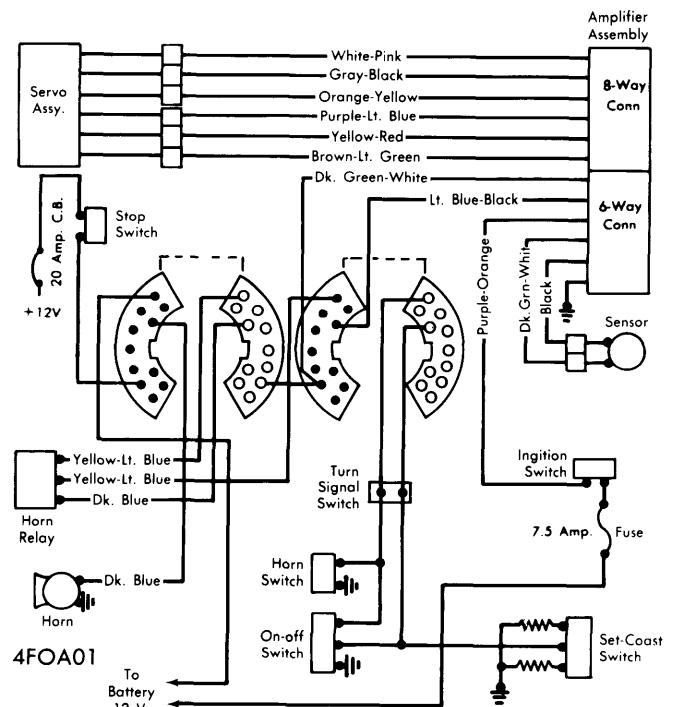 Amplifier
Assembly
White-Pink
Gray-Black
Servo
Assy.
Orange-Yellow
8-Way
Conn
Purple-Lt. Blue
Yellow-Red
Brown-Lt. Green
Dk. Green-White
Lt. Blue-Black
6-Way
Conn
20 Amp. C.B.
Stop
Switch
+12V
Purple-Orange
Dk.Grn-Whit
Black
Sensor
Yellow-Lt. Blue
Yellow-Lt. Blue
Dk. Blue
Horn
Relay
Turn
Signal
Switch
Ingition
Switch
7.5 Amp.
Fuse
Horn
Switch
Dk. Blue
Horn
On-off
Switch
Set-Coast
Switch
4FOA01
To
Battery
12 V